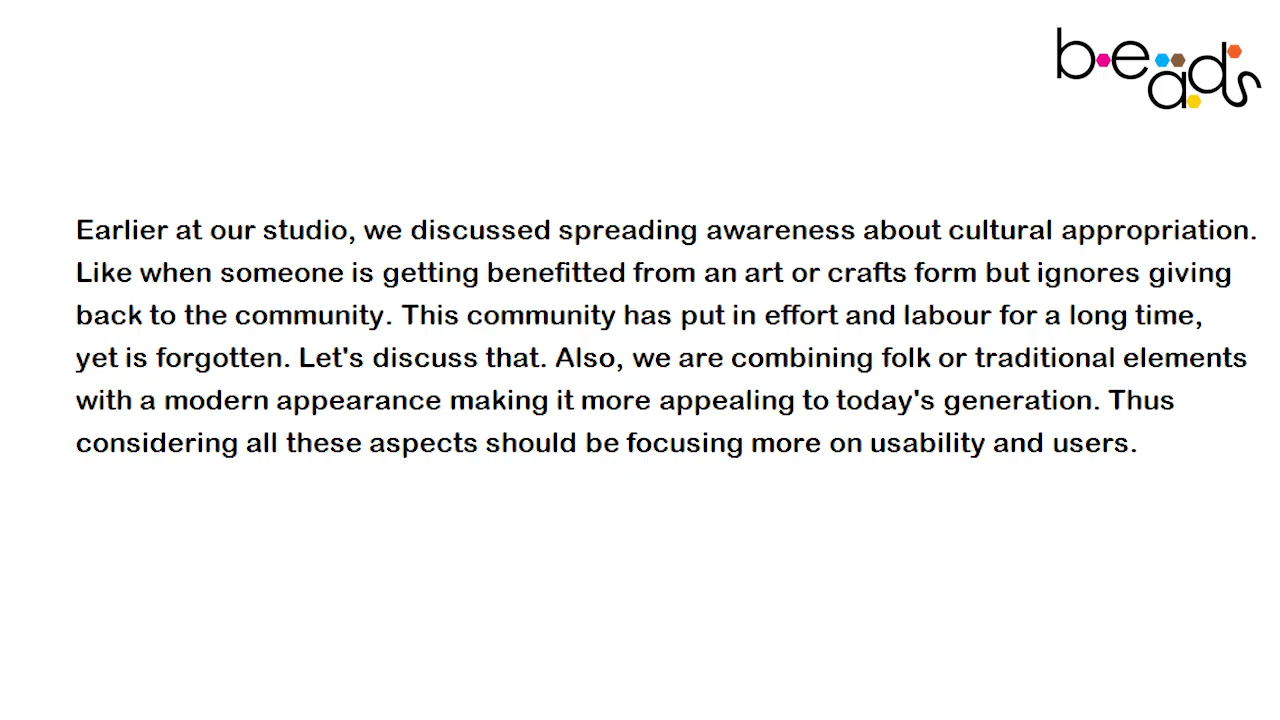 beads
Earlier at our studio, we discussed spreading awareness about cultural appropriation.
Like when someone is getting benefitted from an art or crafts form but ignores giving
back to the community. This community has put in effort and labour for a long time,
yet is forgotten. Let's discuss that. Also, we are combining folk or traditional elements
with a modern appearance making it more appealing to today's generation. Thus
considering all these aspects should be focusing more on usability and users.